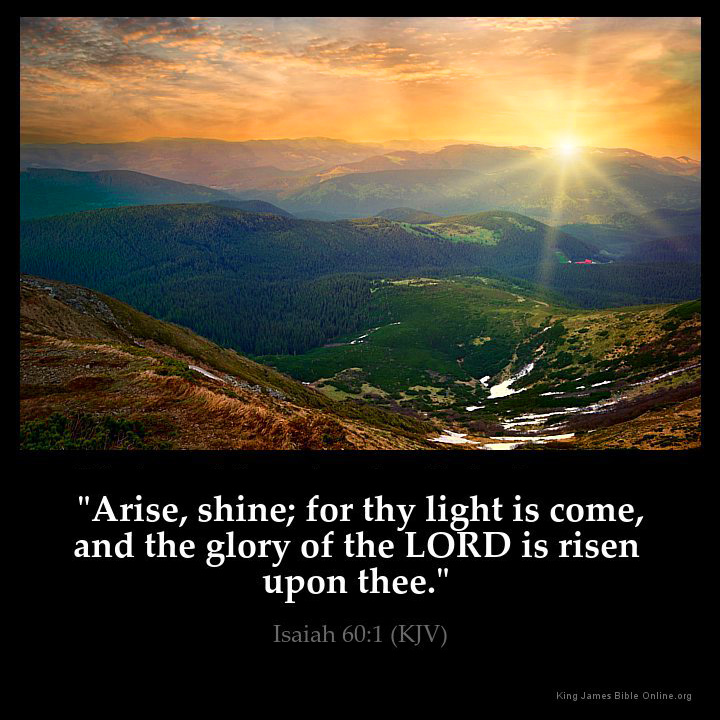 "Arise, shine; for thy light is come,
and the glory of the LORD is risen
upon thee."
Isaiah 60:1 (KJV)
King James Bible Online.org